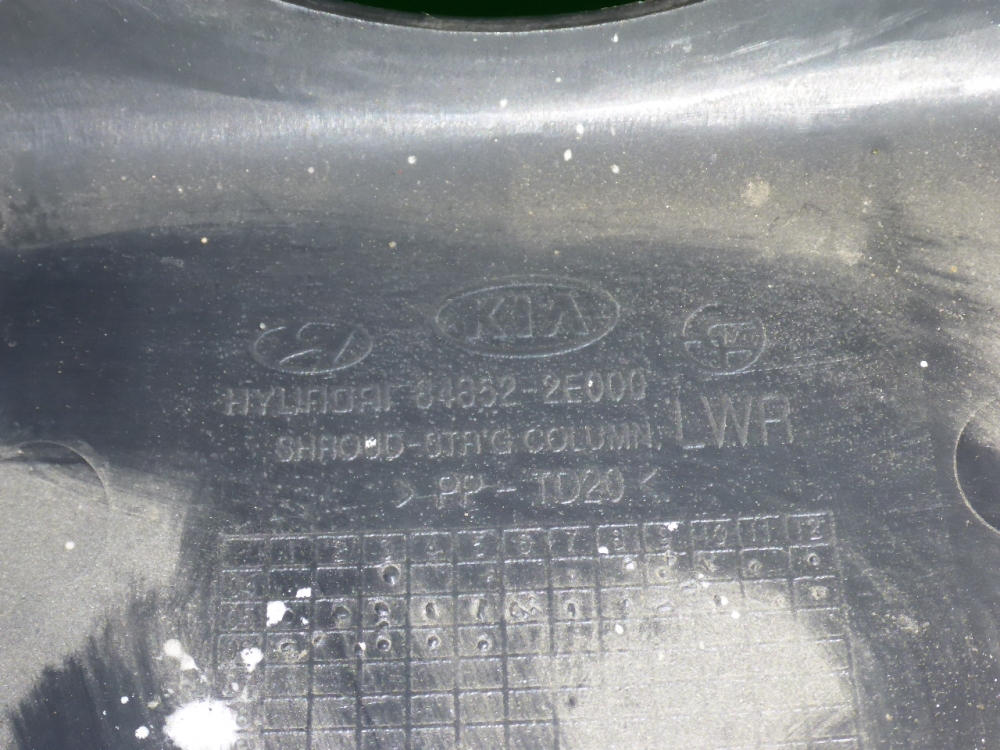 KIA
HYUNDAI 84852-2E000
SHROUD-STR'G COLUMN LWR
>PP-TD20<
1 2 3 4 5 6 7 8 9 10 11 12